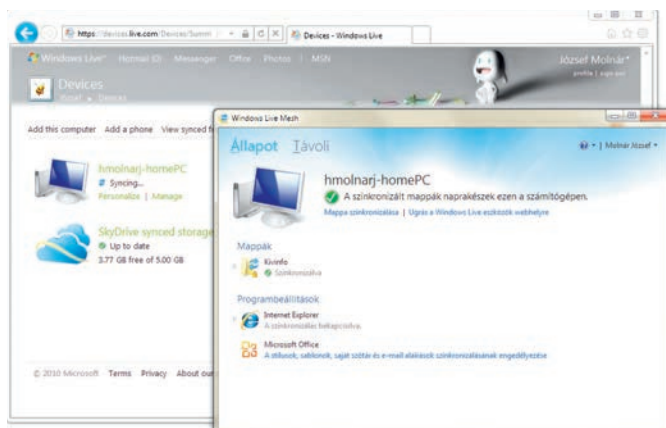 https://devices.live.com/Devices/Summ
Devices - Windows Live
Windows Live™ Hotmail (0) Messenger Office Photos | MSN
József Molnár
profile | sign out
Devices
József ▸ Devices
Add this computer Add a phone View synced f
hmolnarj-homePC
Syncing...
Personalize | Manage
SkyDrive synced storage
Up to date
3.77 GB free of 5.00 GB
© 2010 Microsoft Terms Privacy About our
Windows Live Mesh
Állapot Távoli
Molnár József
hmolnarj-homePC
A szinkronizált mappák naprakészek ezen a számítógépen.
Mappa szinkronizálása | Ugrás a Windows Live eszközök webhelyre
Mappák
Kivinfo
Szinkronizálva
Programbeállítások
Internet Explorer
A szinkronizálás bekapcsolva.
Microsoft Office
A stílusok, sablonok, saját szótár és e-mail aláírások szinkronizálásának engedélyezése